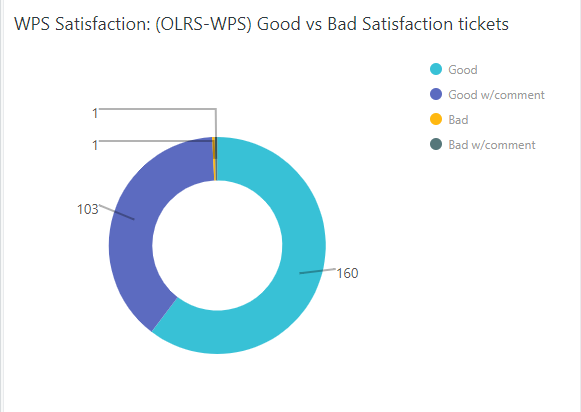 WPS Satisfaction: (OLRS-WPS) Good vs Bad Satisfaction tickets
Good
Good w/comment
Bad
Bad w/comment
1
1
103
160